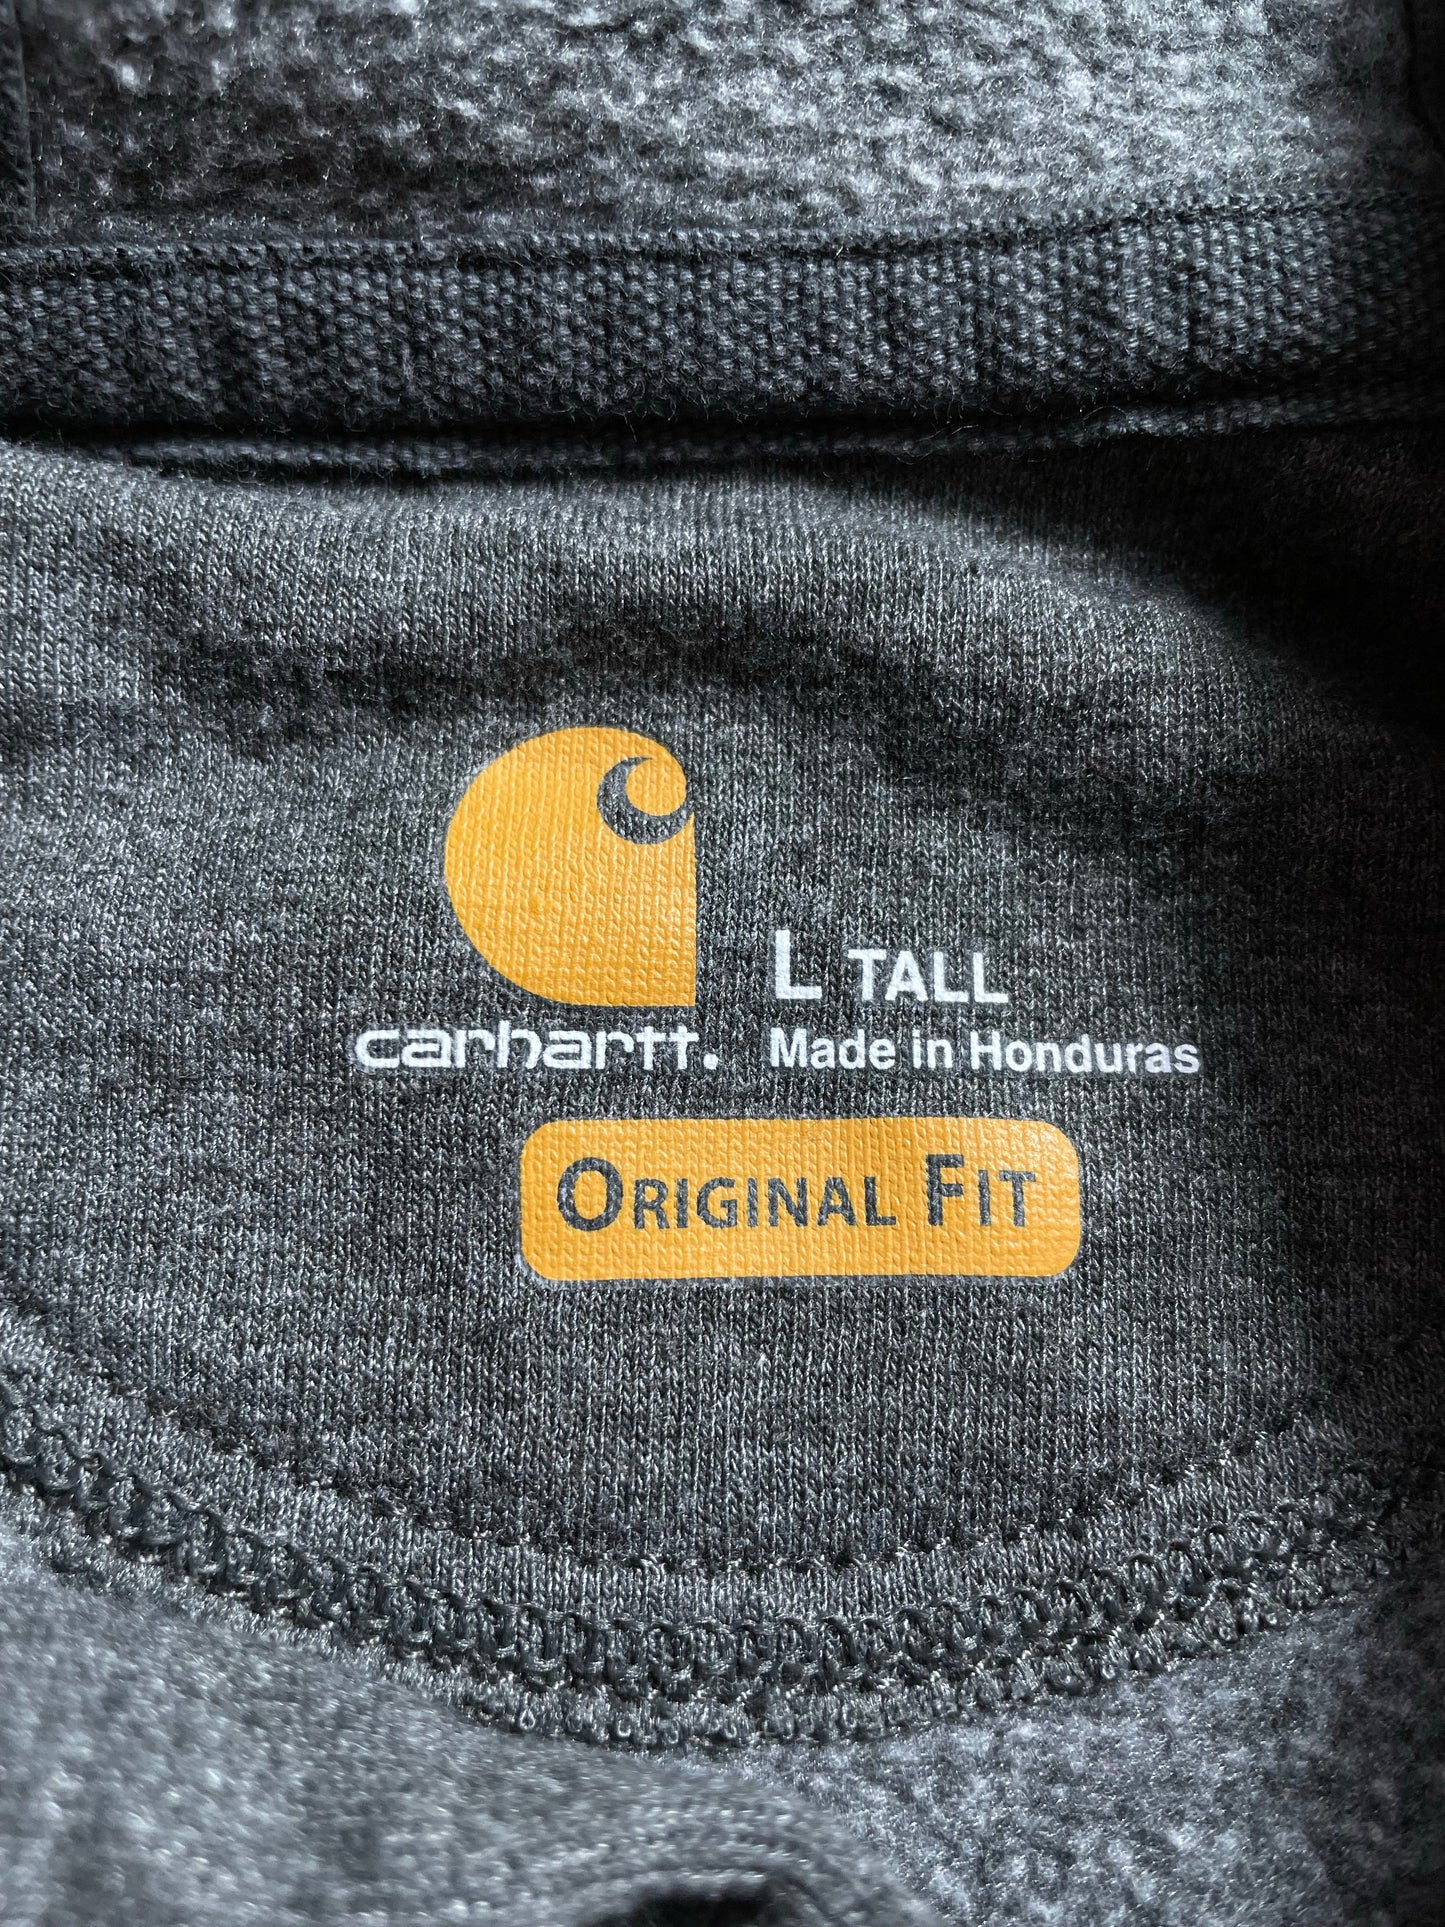 L TALL
carhartt.
Made in Honduras
ORIGINAL FIT